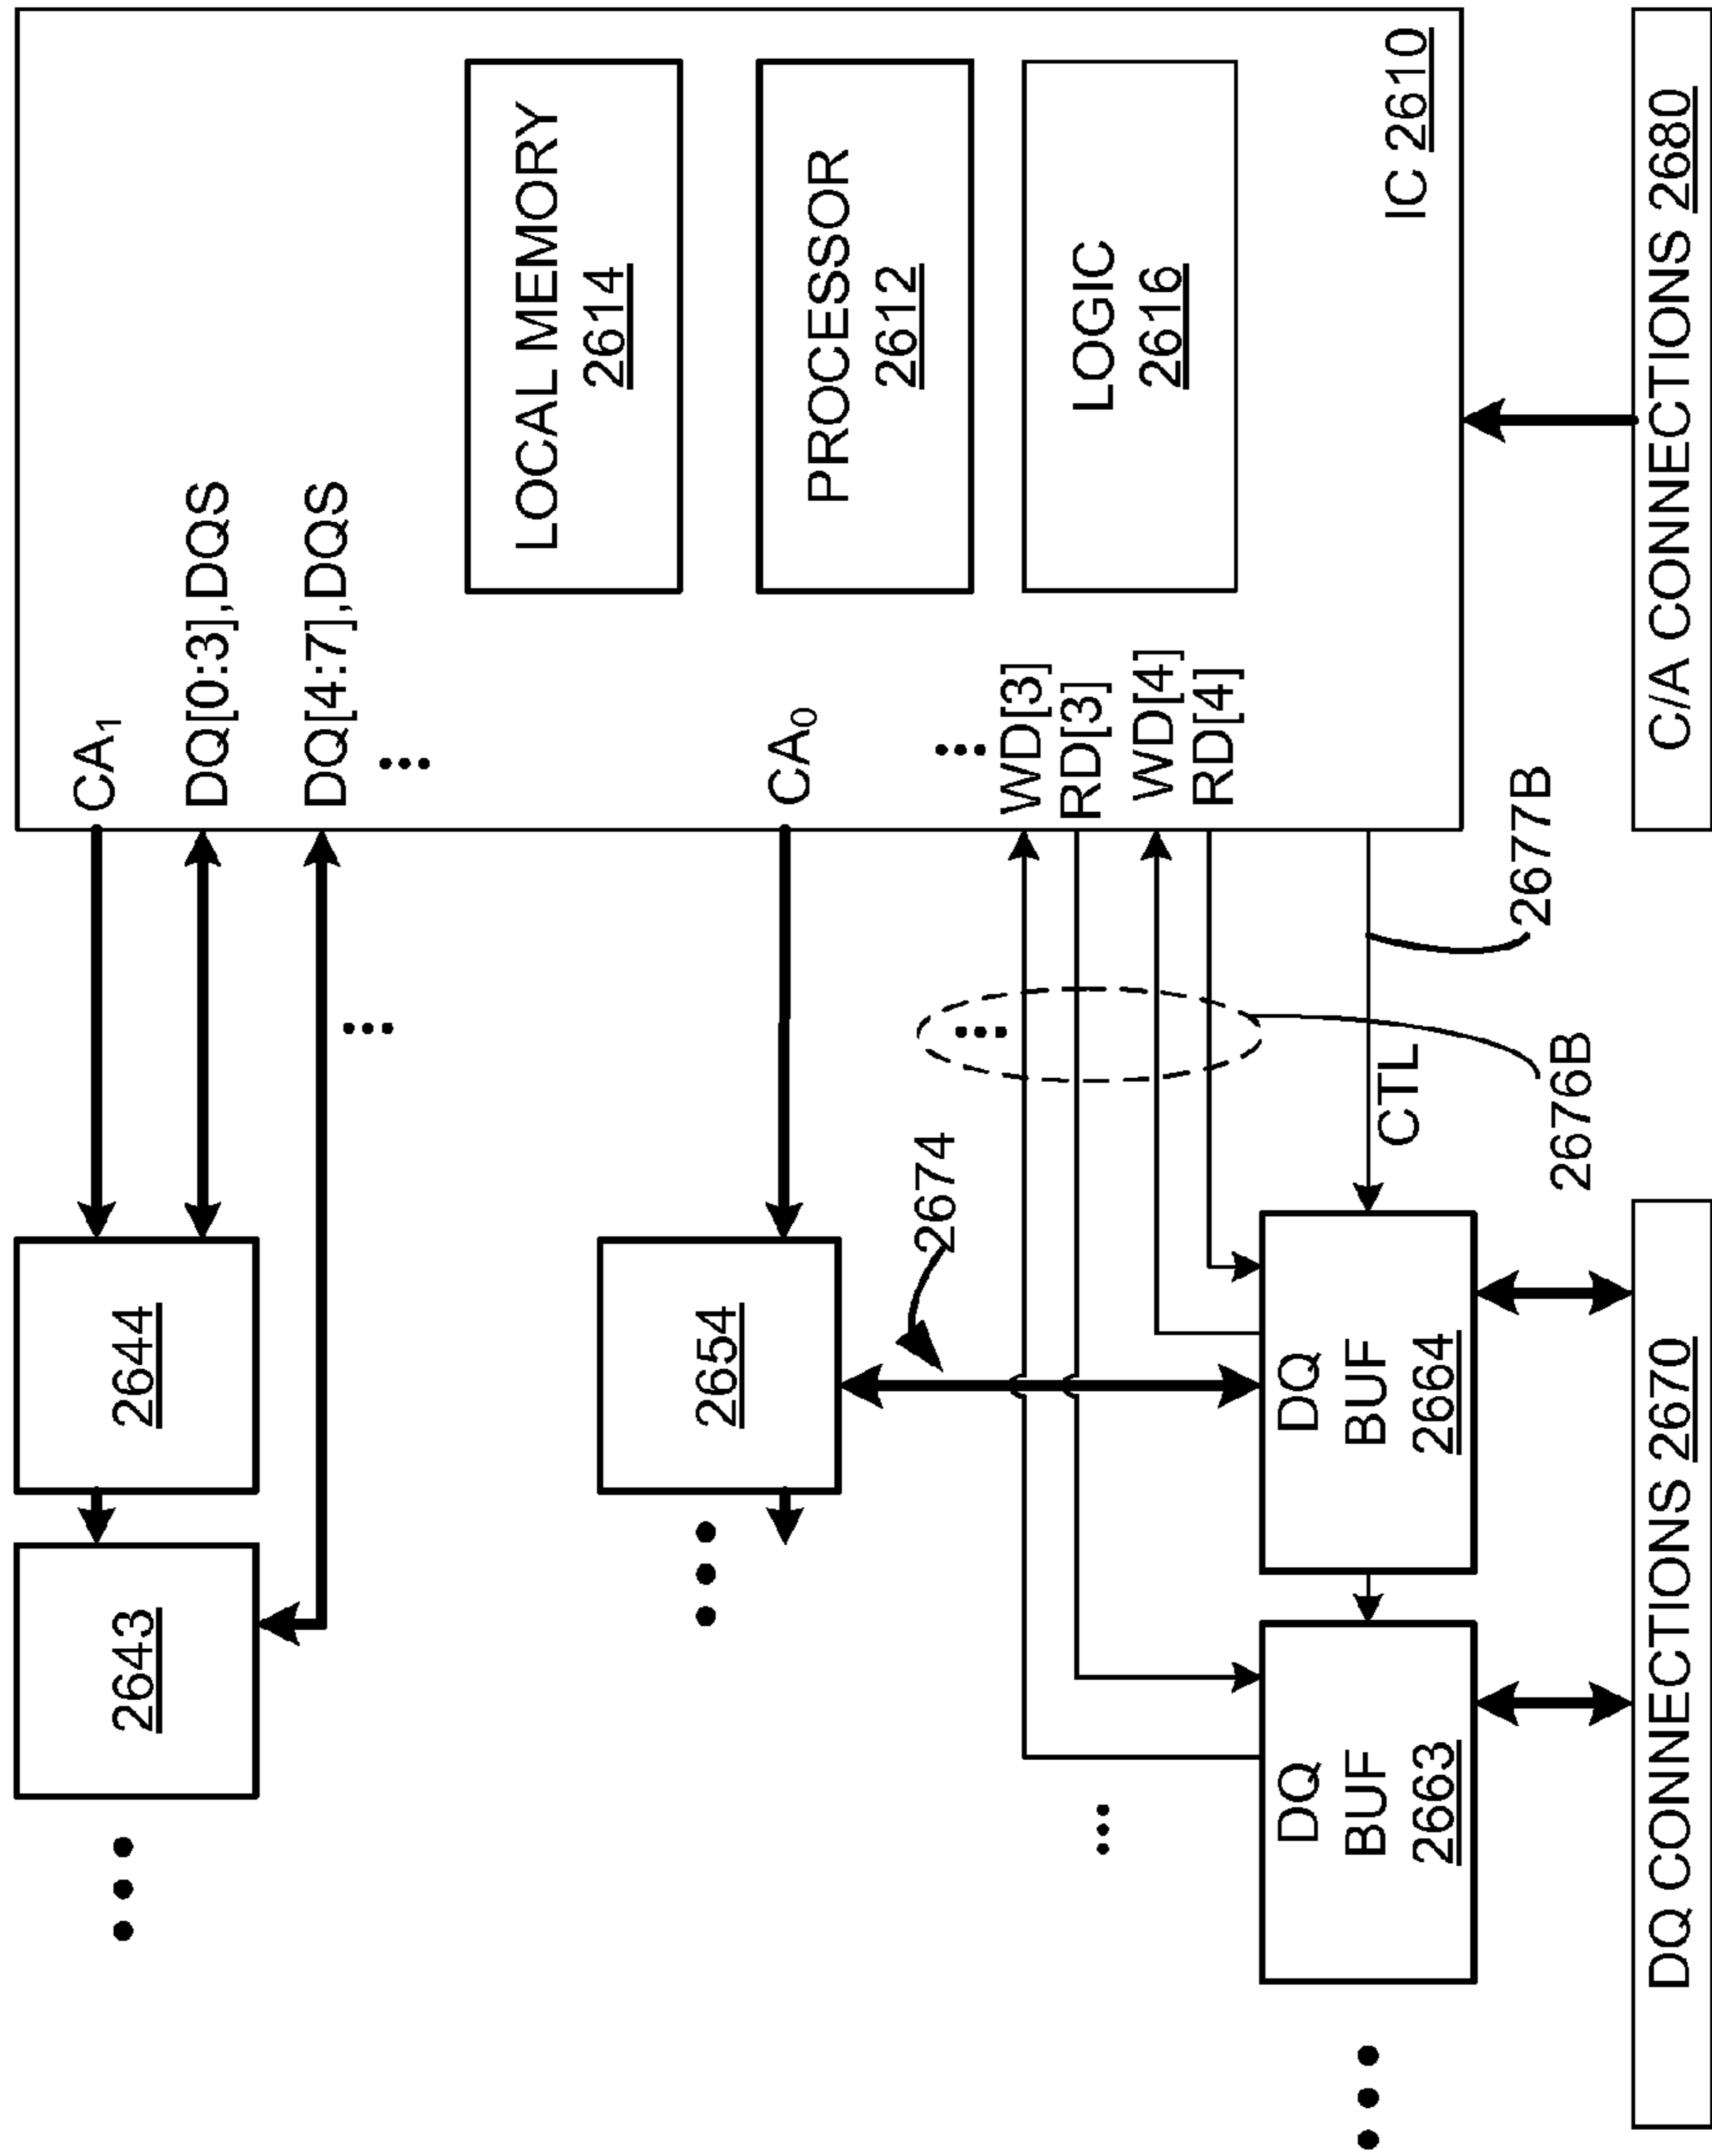 CA1
DQ[0:3],DQS
DQ[4:7],DQS
...
LOCAL MEMORY
2614
PROCESSOR
2612
LOGIC
2616
IC 2610
CA0
...
WD[3]
RD[3]
WD[4]
RD[4]
2677B
2676B
CTL
2674
...
...
2644
2643
...
2654
...
DQ
BUF
2664
DQ
BUF
2663
...
...
DQ CONNECTIONS 2670
C/A CONNECTIONS 2680